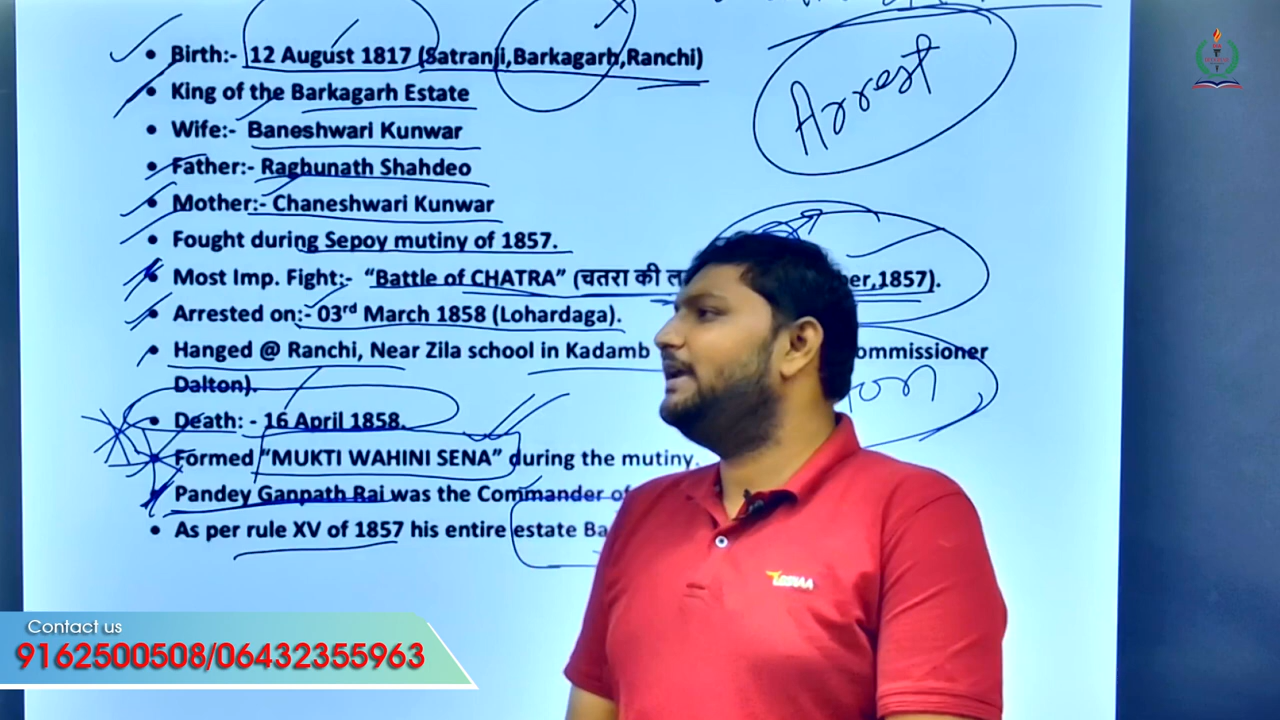 Arrest
• Birth:- 12 August 1817 (Satranji,Barkagarh,Ranchi)
• King of the Barkagarh Estate
• Wife:- Baneshwari Kunwar
• Father:- Raghunath Shahdeo
• Mother:- Chaneshwari Kunwar
• Fought during Sepoy mutiny of 1857.
• Most Imp. Fight:- “Battle of CHATRA” (चतरा की ,1857).
• Arrested on:- 03rd March 1858 (Lohardaga).
• Hanged @ Ranchi, Near Zila school in Kadamb
Dalton).
• Death: - 16 April 1858.
• Formed “MUKTI WAHINI SENA” during the mutiny.
• Pandey Ganpath Rai was the Commander of
• As per rule XV of 1857 his entire estate
Contact us
9162500508/06432355963